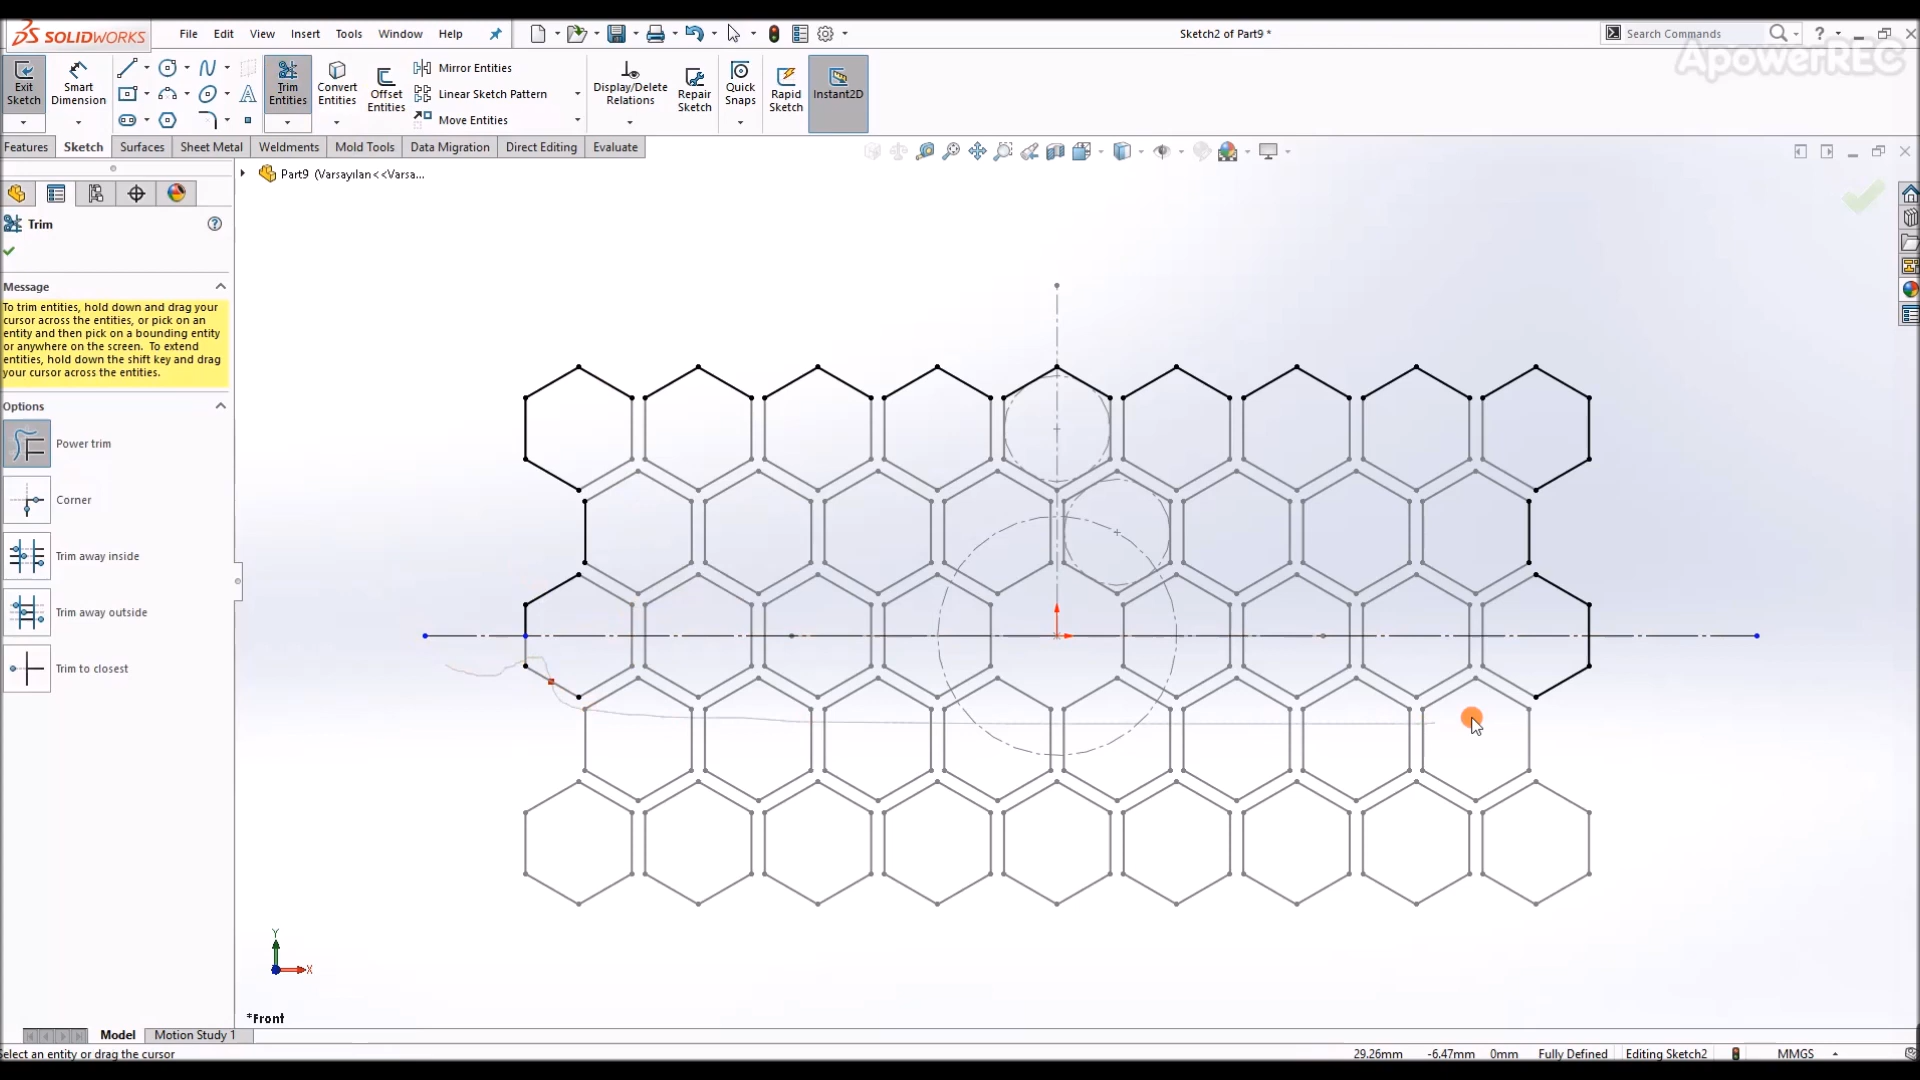 SOLIDWORKS
File Edit View Insert Tools Window Help
Sketch2 of Part9 *
Search Commands
ApowerREC
Exit Sketch
Smart Dimension
Trim Entities
Convert Entities
Offset Entities
Mirror Entities
Linear Sketch Pattern
Move Entities
Display/Delete Relations
Repair Sketch
Quick Snaps
Rapid Sketch
Instant2D
Features Sketch Surfaces Sheet Metal Weldments Mold Tools Data Migration Direct Editing Evaluate
Part9 (Varsayılan<<Varsa...
Trim
Message
To trim entities, hold down and drag your
cursor across the entities, or pick on an
entity and then pick on a bounding entity
or anywhere on the screen. To extend
entities, hold down the shift key and drag
your cursor across the entities.
Options
Power trim
Corner
Trim away inside
Trim away outside
Trim to closest
Y
X
*Front
Model Motion Study 1
Select an entity or drag the cursor
29.26mm -6.47mm 0mm Fully Defined Editing Sketch2 MMGS